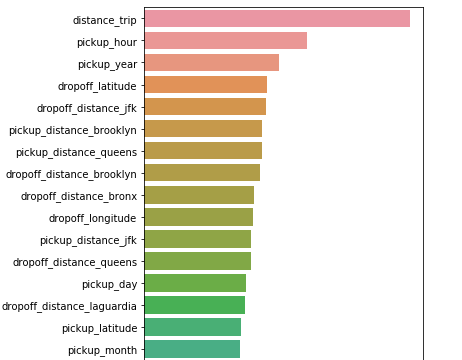 distance_trip
pickup_hour
pickup_year
dropoff_latitude
dropoff_distance_jfk
pickup_distance_brooklyn
pickup_distance_queens
dropoff_distance_brooklyn
dropoff_distance_bronx
dropoff_longitude
pickup_distance_jfk
dropoff_distance_queens
pickup_day
dropoff_distance_laguardia
pickup_latitude
pickup_month